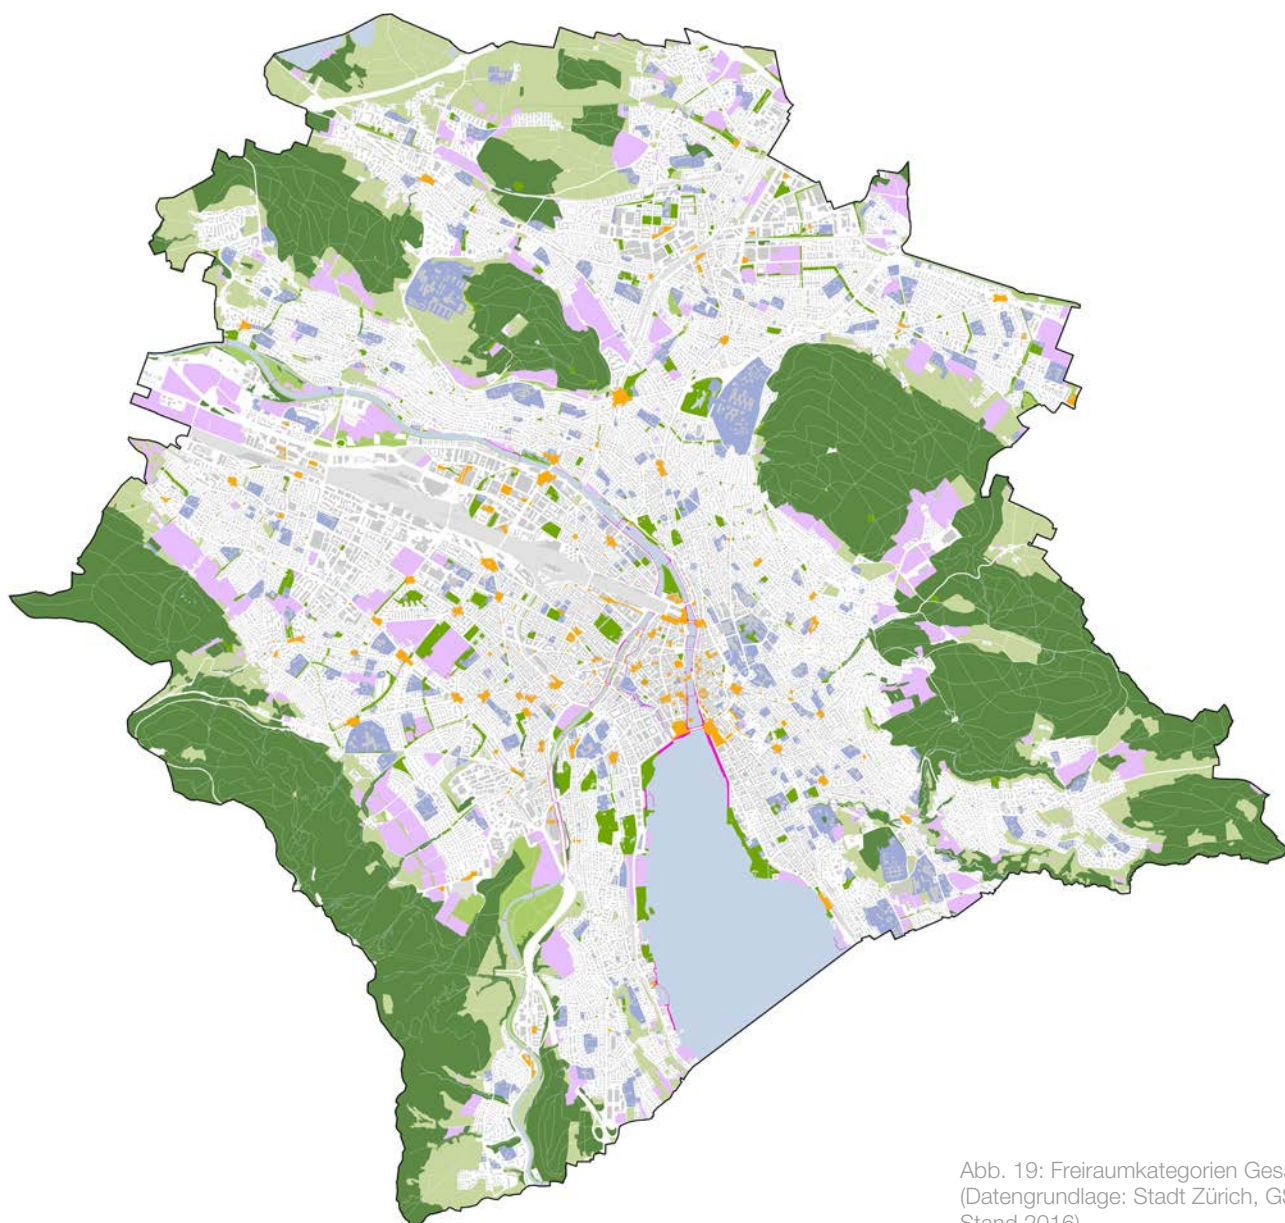 Abb. 19: Freiraumkategorien
(Datengrundlage: Stadt Zürich,
Stand 2016)